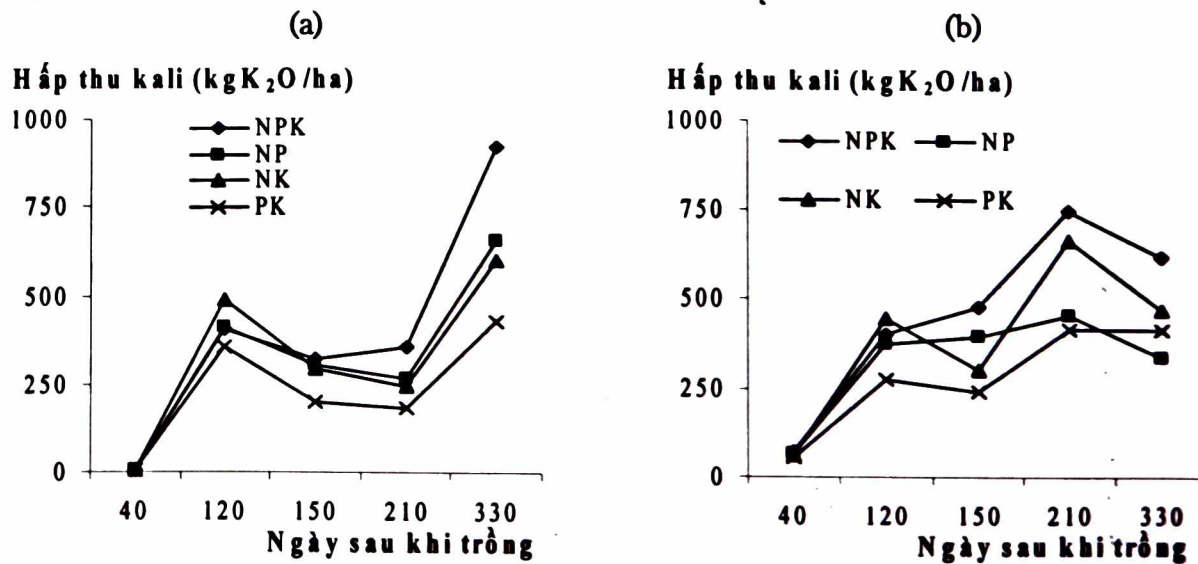 (a)
Hấp thu kali (kgK₂O/ha)
1000
750
500
250
0
NPK
NP
NK
PK
40 120 150 210 330
Ngày sau khi trồng
(b)
Hấp thu kali (kgK₂O/ha)
1000
750
500
250
0
NPK NP
NK PK
40 120 150 210 330
Ngày sau khi trồng